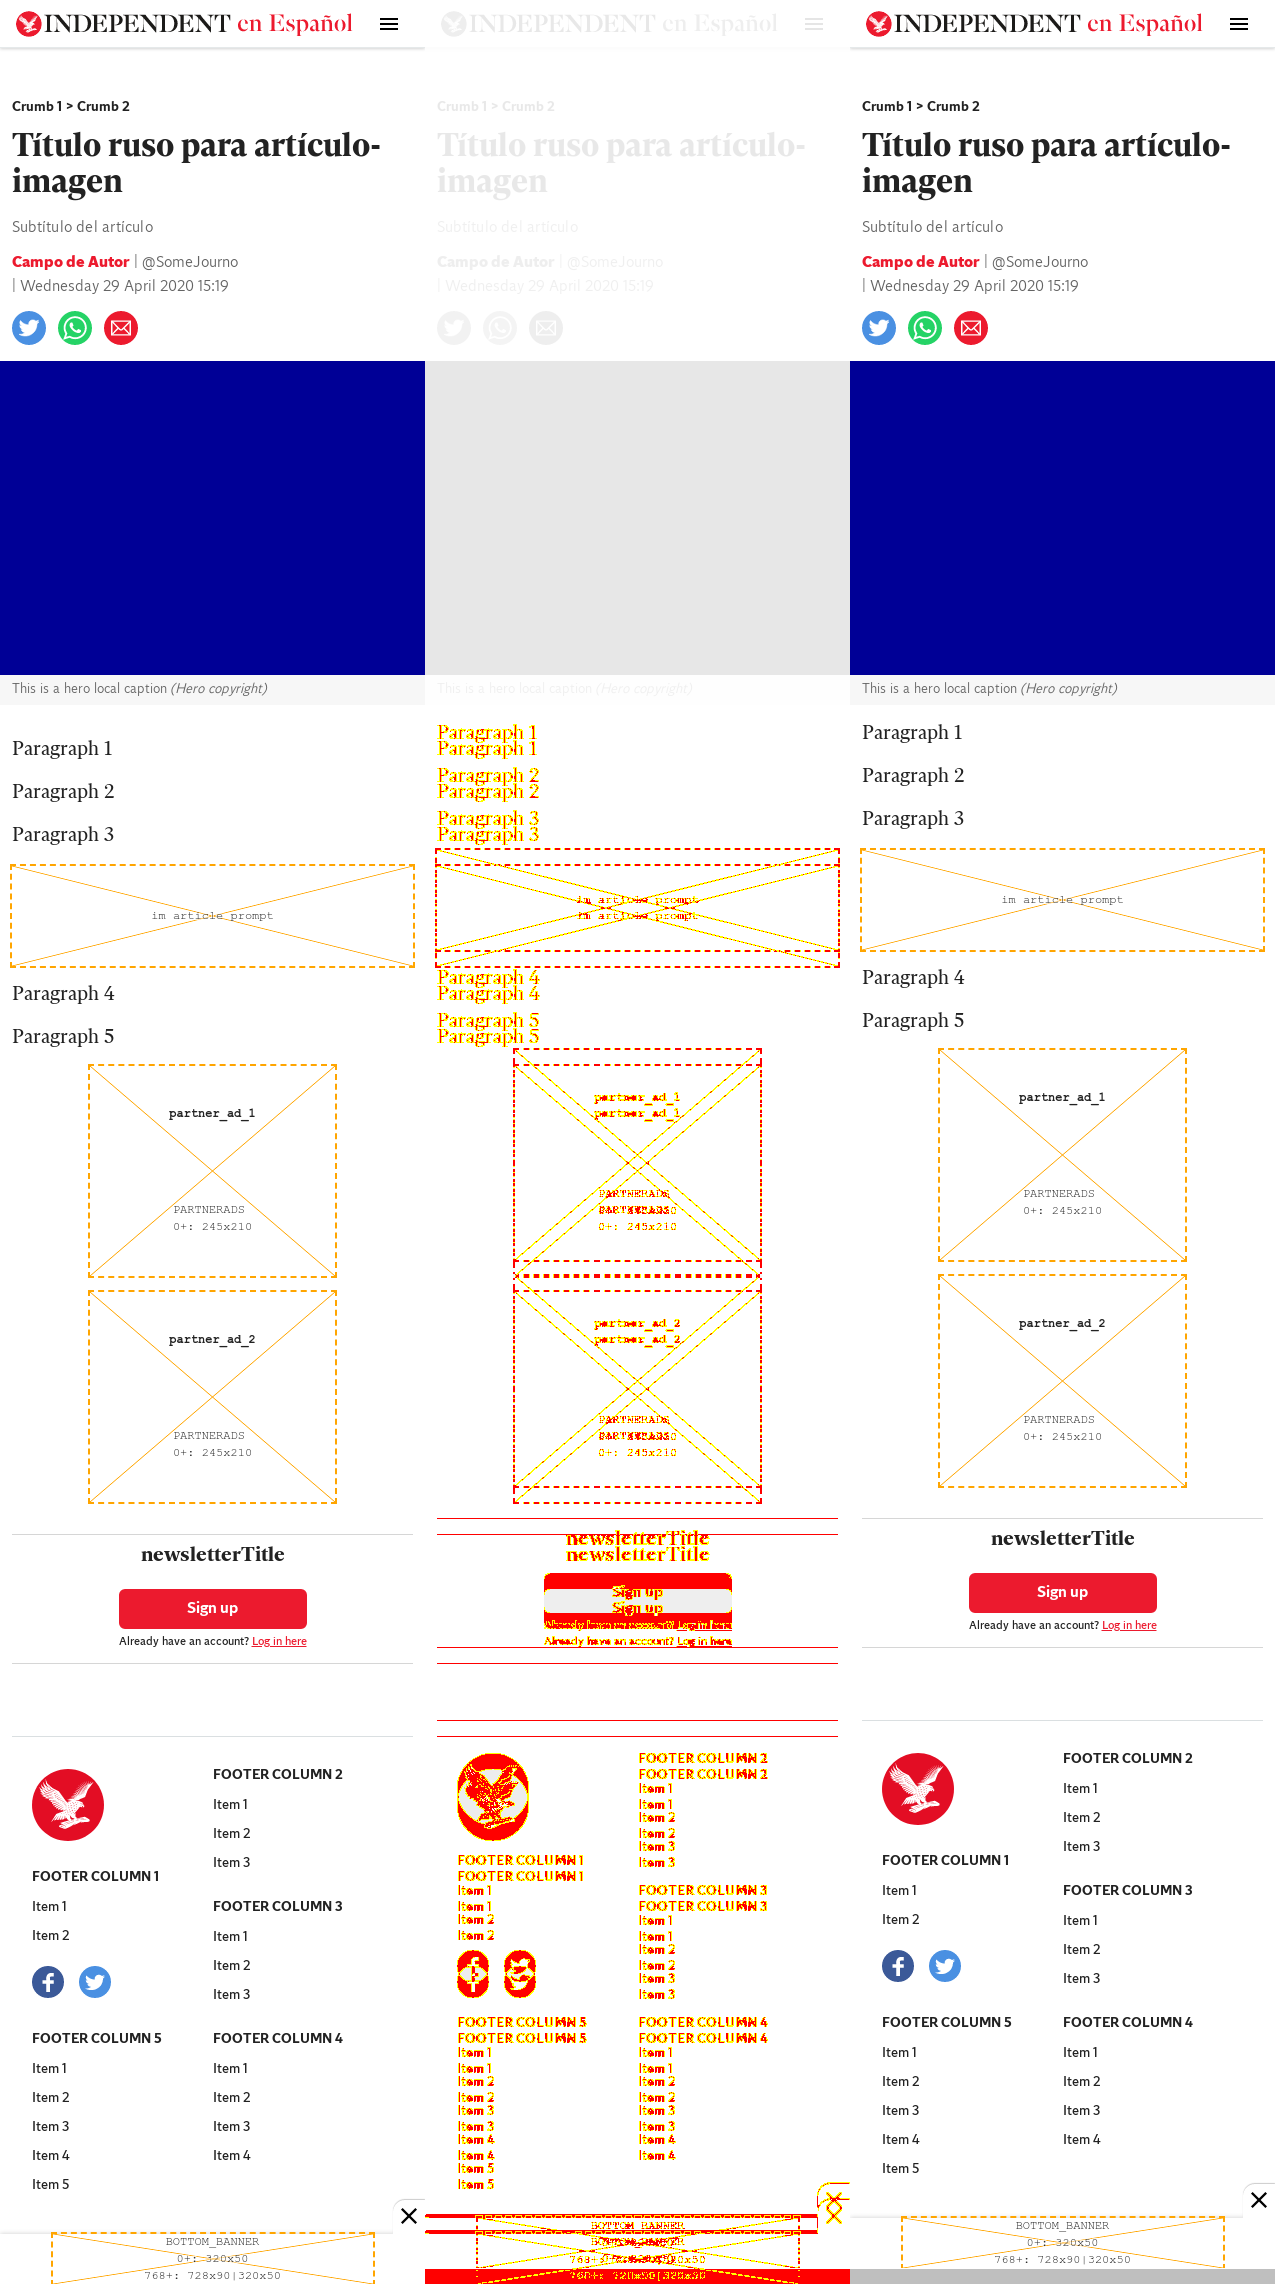 INDEPENDENT en Español
Crumb 1 > Crumb 2
Título ruso para artículo-
imagen
Subtítulo del artículo
Campo de Autor | @SomeJourno
| Wednesday 29 April 2020 15:19
This is a hero local caption (Hero copyright)
Paragraph 1
Paragraph 2
Paragraph 3
im article prompt
Paragraph 4
Paragraph 5
partner_ad_1
PARTNERADS
0+: 245x210
partner_ad_2
PARTNERADS
0+: 245x210
newsletterTitle
Sign up
Already have an account? Log in here
FOOTER COLUMN 2
Item 1
Item 2
Item 3
FOOTER COLUMN 1
Item 1
Item 2
FOOTER COLUMN 3
Item 1
Item 2
Item 3
FOOTER COLUMN 5
Item 1
Item 2
Item 3
Item 4
Item 5
FOOTER COLUMN 4
Item 1
Item 2
Item 3
Item 4
BOTTOM_BANNER
0+: 320x50
768+: 728x90|320x50
INDEPENDENT en Español
Crumb 1 > Crumb 2
Título ruso para artículo-
imagen
Subtítulo del artículo
Campo de Autor | @SomeJourno
| Wednesday 29 April 2020 15:19
This is a hero local caption (Hero copyright)
Paragraph 1
Paragraph 1
Paragraph 2
Paragraph 2
Paragraph 3
Paragraph 3
im article prompt
im article prompt
Paragraph 4
Paragraph 4
Paragraph 5
Paragraph 5
partner_ad_1
partner_ad_1
PARTNERADS
PARTNERADS
0+: 245x210
partner_ad_2
partner_ad_2
PARTNERADS
PARTNERADS
0+: 245x210
newsletterTitle
newsletterTitle
Sign up
Sign up
Already have an account? Log in here
Already have an account? Log in here
FOOTER COLUMN 2
FOOTER COLUMN 2
Item 1
Item 1
Item 2
Item 2
Item 3
Item 3
FOOTER COLUMN 1
FOOTER COLUMN 1
Item 1
Item 1
Item 2
Item 2
FOOTER COLUMN 3
FOOTER COLUMN 3
Item 1
Item 1
Item 2
Item 2
Item 3
Item 3
FOOTER COLUMN 5
FOOTER COLUMN 5
Item 1
Item 1
Item 2
Item 2
Item 3
Item 3
Item 4
Item 4
Item 5
Item 5
FOOTER COLUMN 4
FOOTER COLUMN 4
Item 1
Item 1
Item 2
Item 2
Item 3
Item 3
Item 4
Item 4
BOTTOM_BANNER
768+: 728x90|320x50
INDEPENDENT en Español
Crumb 1 > Crumb 2
Título ruso para artículo-
imagen
Subtítulo del artículo
Campo de Autor | @SomeJourno
| Wednesday 29 April 2020 15:19
This is a hero local caption (Hero copyright)
Paragraph 1
Paragraph 2
Paragraph 3
im article prompt
Paragraph 4
Paragraph 5
partner_ad_1
PARTNERADS
0+: 245x210
partner_ad_2
PARTNERADS
0+: 245x210
newsletterTitle
Sign up
Already have an account? Log in here
FOOTER COLUMN 2
Item 1
Item 2
Item 3
FOOTER COLUMN 1
Item 1
Item 2
FOOTER COLUMN 3
Item 1
Item 2
Item 3
FOOTER COLUMN 5
Item 1
Item 2
Item 3
Item 4
Item 5
FOOTER COLUMN 4
Item 1
Item 2
Item 3
Item 4
BOTTOM_BANNER
0+: 320x50
768+: 728x90|320x50